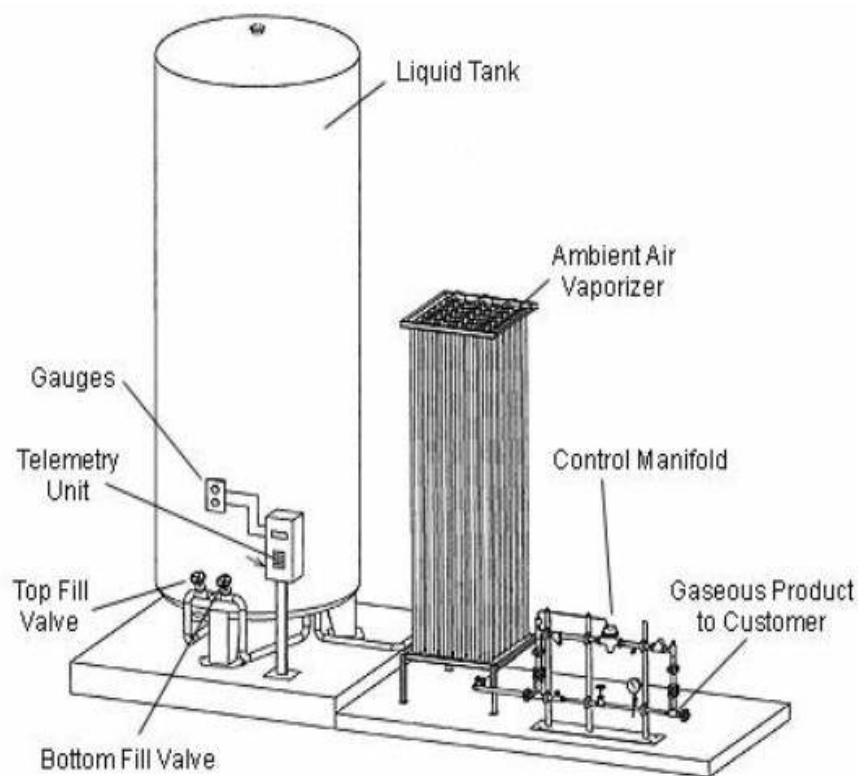 Liquid Tank
Ambient Air
Vaporizer
Gauges
Telemetry
Unit
Control Manifold
Top Fill
Valve
Gaseous Product
to Customer
Bottom Fill Valve